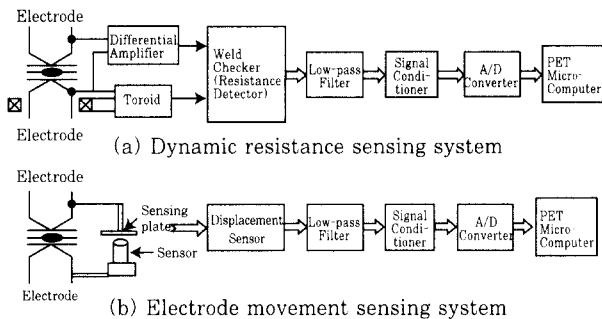 Electrode
Differential
Amplifier
Toroid
Weld
Checker
(Resistance
Detector)
Low-pass
Filter
Signal
Condi-
tioner
A/D
Converter
PET
Micro-
Computer
Electrode
(a) Dynamic resistance sensing system
Electrode
Sensing
plate
Sensor
Displacement
Sensor
Low-pass
Filter
Signal
Condi-
tioner
A/D
Converter
PET
Micro-
Computer
Electrode
(b) Electrode movement sensing system